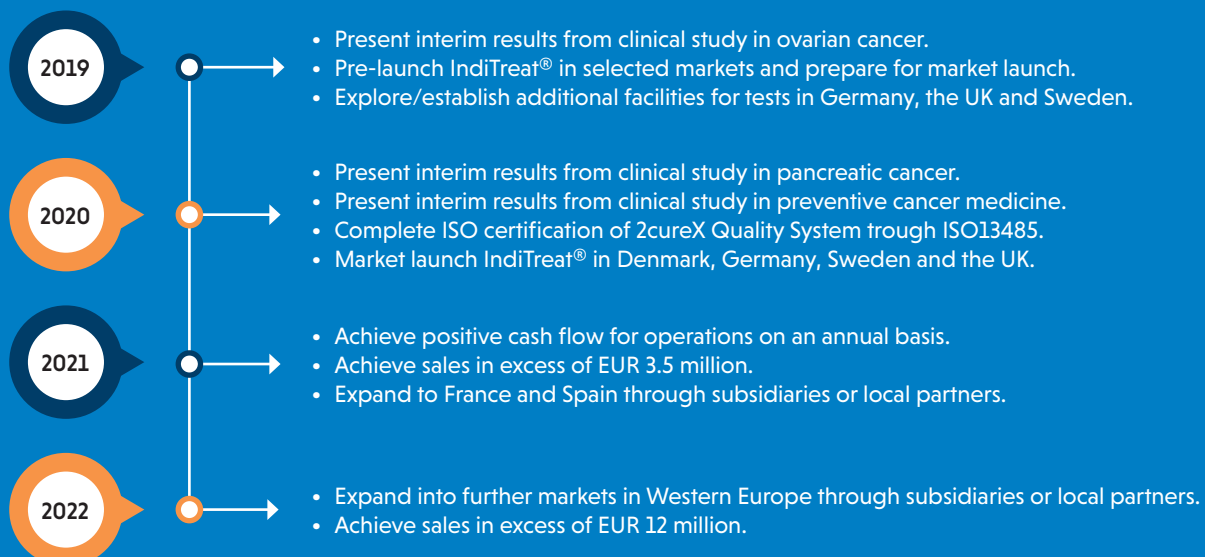 2019
• Present interim results from clinical study in ovarian cancer.
• Pre-launch IndiTreat® in selected markets and prepare for market launch.
• Explore/establish additional facilities for tests in Germany, the UK and Sweden.
2020
• Present interim results from clinical study in pancreatic cancer.
• Present interim results from clinical study in preventive cancer medicine.
• Complete ISO certification of 2cureX Quality System trough ISO13485.
• Market launch IndiTreat® in Denmark, Germany, Sweden and the UK.
2021
• Achieve positive cash flow for operations on an annual basis.
• Achieve sales in excess of EUR 3.5 million.
• Expand to France and Spain through subsidiaries or local partners.
2022
• Expand into further markets in Western Europe through subsidiaries or local partners.
• Achieve sales in excess of EUR 12 million.